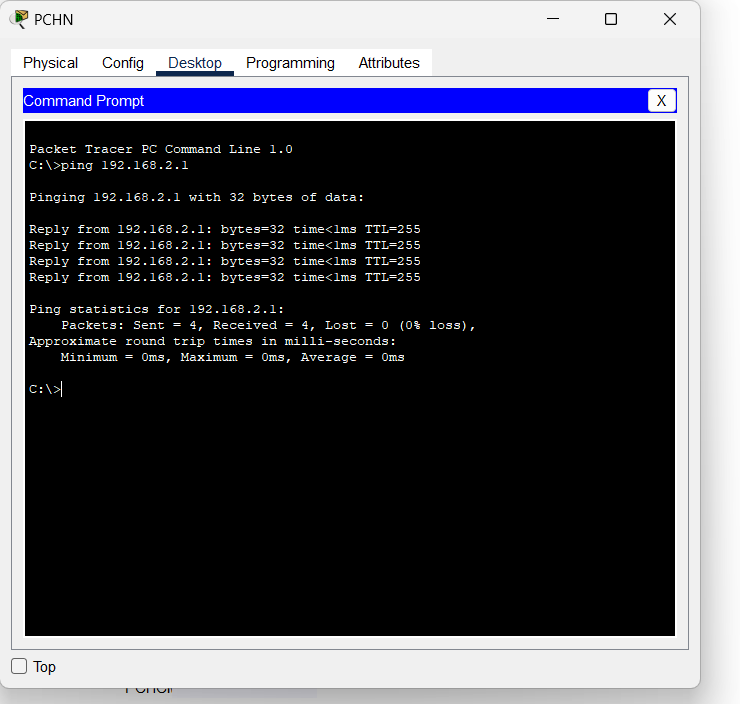 PCHN
Physical Config Desktop Programming Attributes
Command Prompt X
Packet Tracer PC Command Line 1.0
C:\>ping 192.168.2.1
Pinging 192.168.2.1 with 32 bytes of data:
Reply from 192.168.2.1: bytes=32 time<1ms TTL=255
Reply from 192.168.2.1: bytes=32 time<1ms TTL=255
Reply from 192.168.2.1: bytes=32 time<1ms TTL=255
Reply from 192.168.2.1: bytes=32 time<1ms TTL=255
Ping statistics for 192.168.2.1:
Packets: Sent = 4, Received = 4, Lost = 0 (0% loss),
Approximate round trip times in milli-seconds:
Minimum = 0ms, Maximum = 0ms, Average = 0ms
C:\>
Top